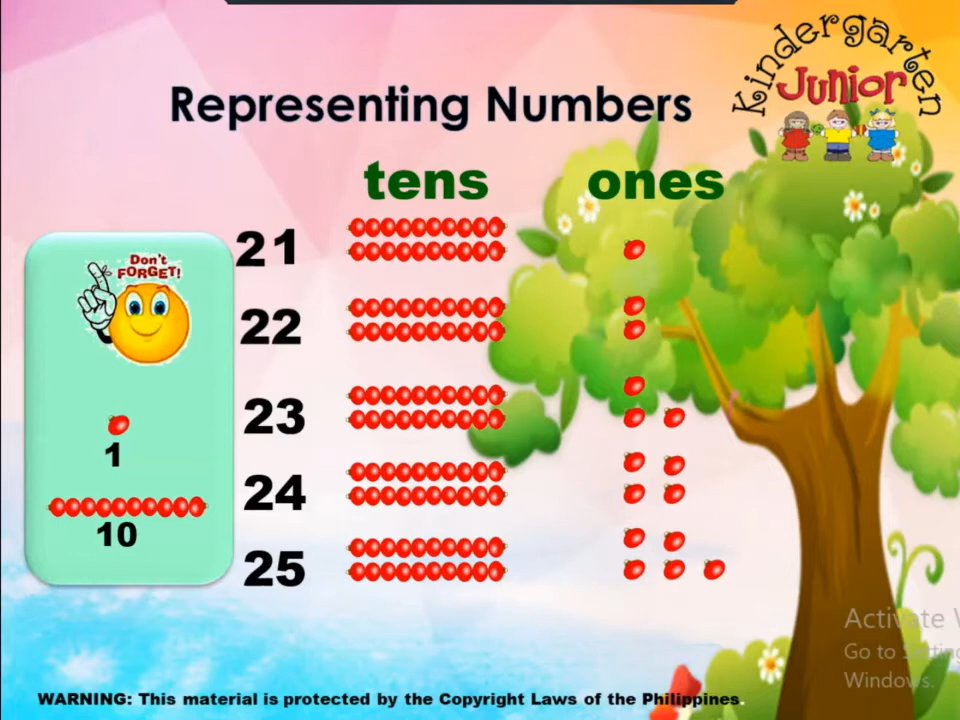 Kindergarten
Junior
Representing Numbers
tens ones
21
22
23
24
25
Don't
FORGET!
1
10
Activate
Go to
Windows.
WARNING: This material is protected by the Copyright Laws of the Philippines.